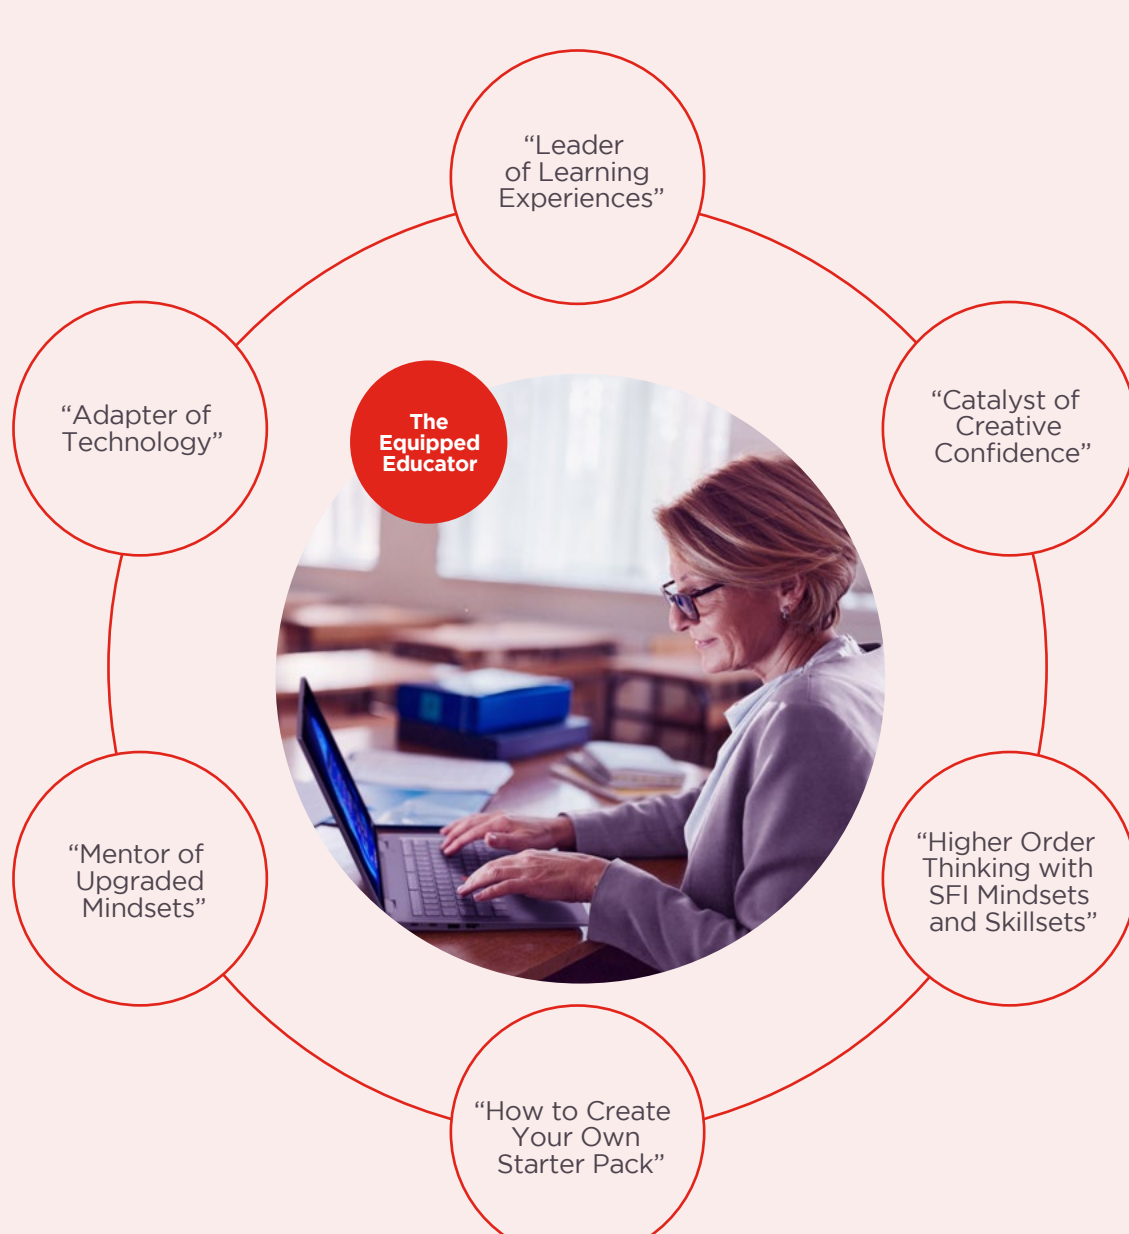 “Leader
of Learning
Experiences”
“Catalyst of
Creative
Confidence”
“Adapter of
Technology”
The
Equipped
Educator
“Higher Order
Thinking with
SFI Mindsets
and Skillsets”
“Mentor of
Upgraded
Mindsets”
“How to Create
Your Own
Starter Pack”